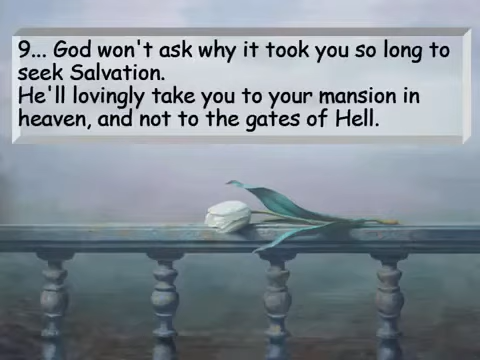 9... God won't ask why it took you so long to
seek Salvation.
He'll lovingly take you to your mansion in
heaven, and not to the gates of Hell.